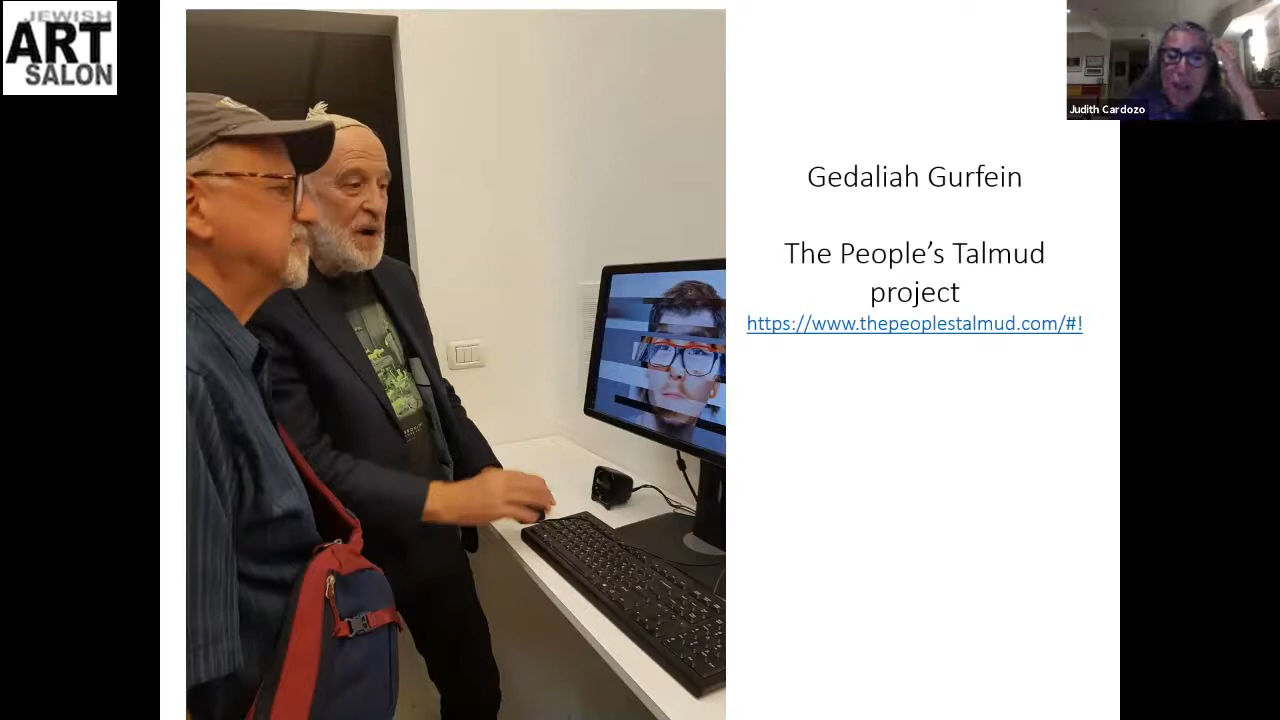 JEWISH
ART
SALON
Judith Cardozo
Gedaliah Gurfein
The People’s Talmud
project
https://www.thepeoplestalmud.com/#!